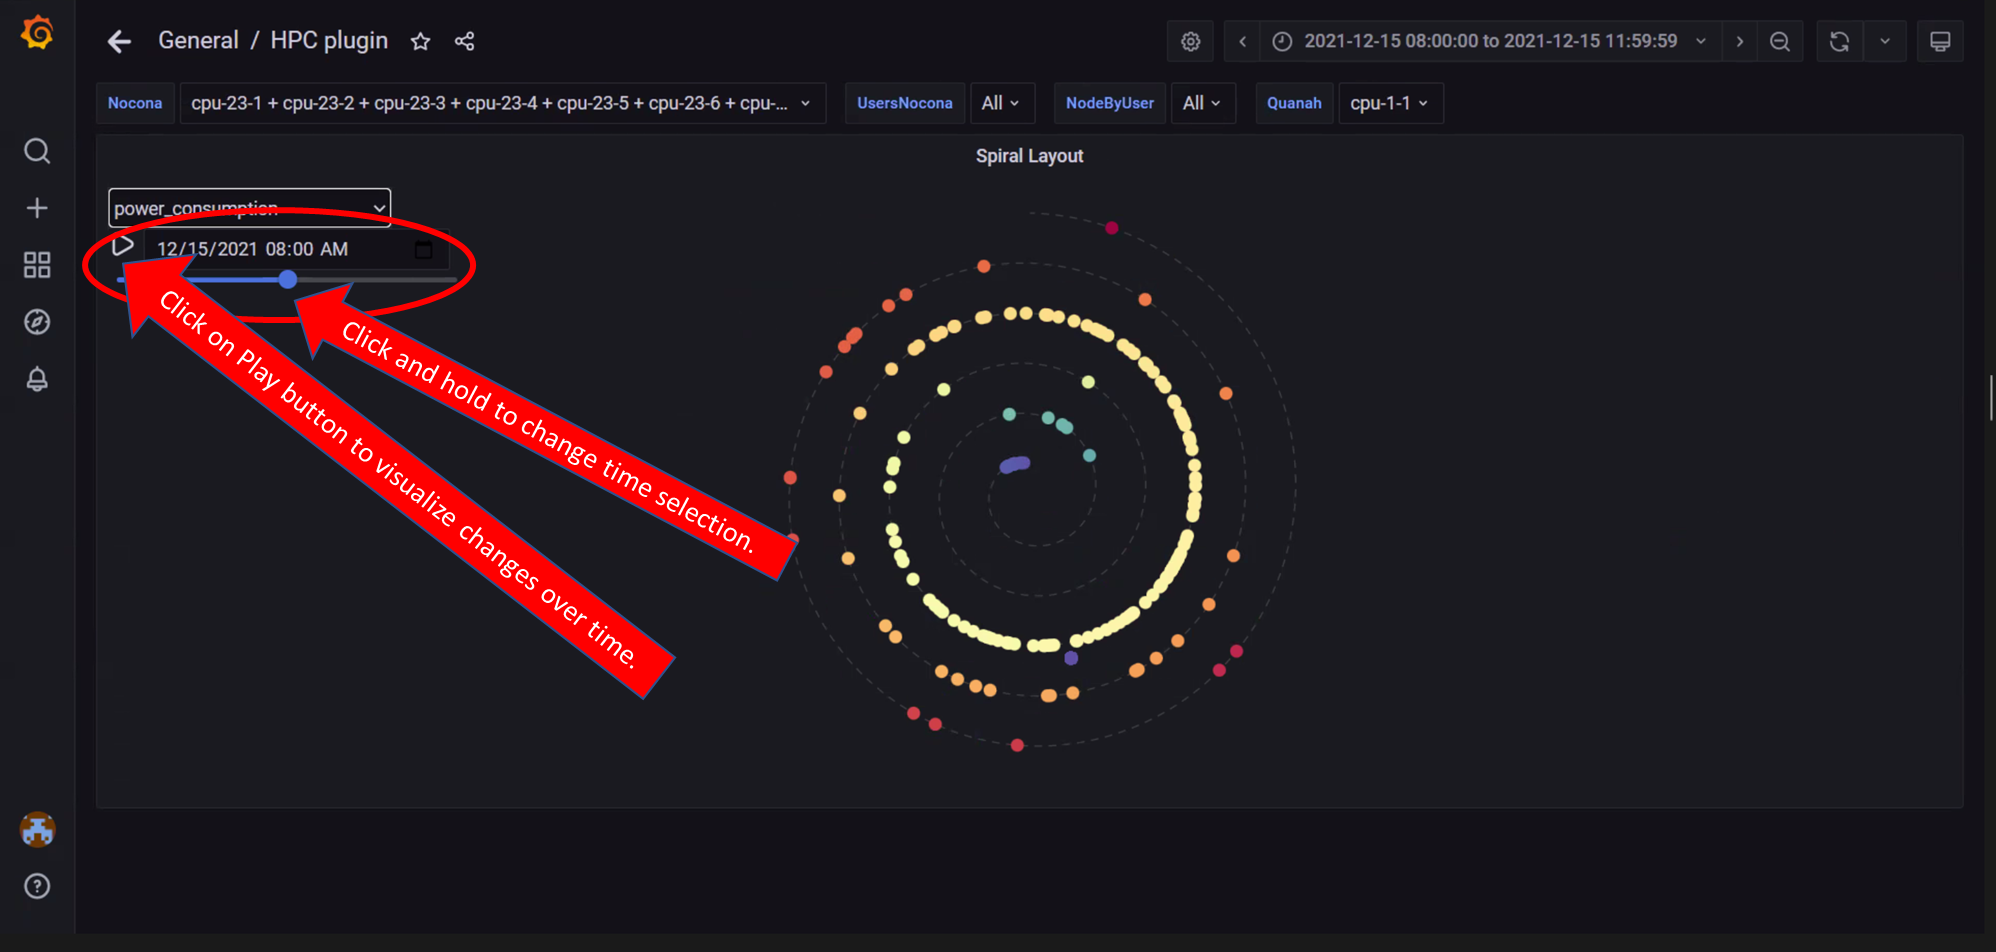 General / HPC plugin
2021-12-15 08:00:00 to 2021-12-15 11:59:59
Nocona cpu-23-1 + cpu-23-2 + cpu-23-3 + cpu-23-4 + cpu-23-5 + cpu-23-6 + cpu-... UsersNocona All NodeByUser All Quanah cpu-1-1
Spiral Layout
power_consumption
12/15/2021 08:00 AM
Click and hold to change time selection.
Click on Play button to visualize changes over time.
?